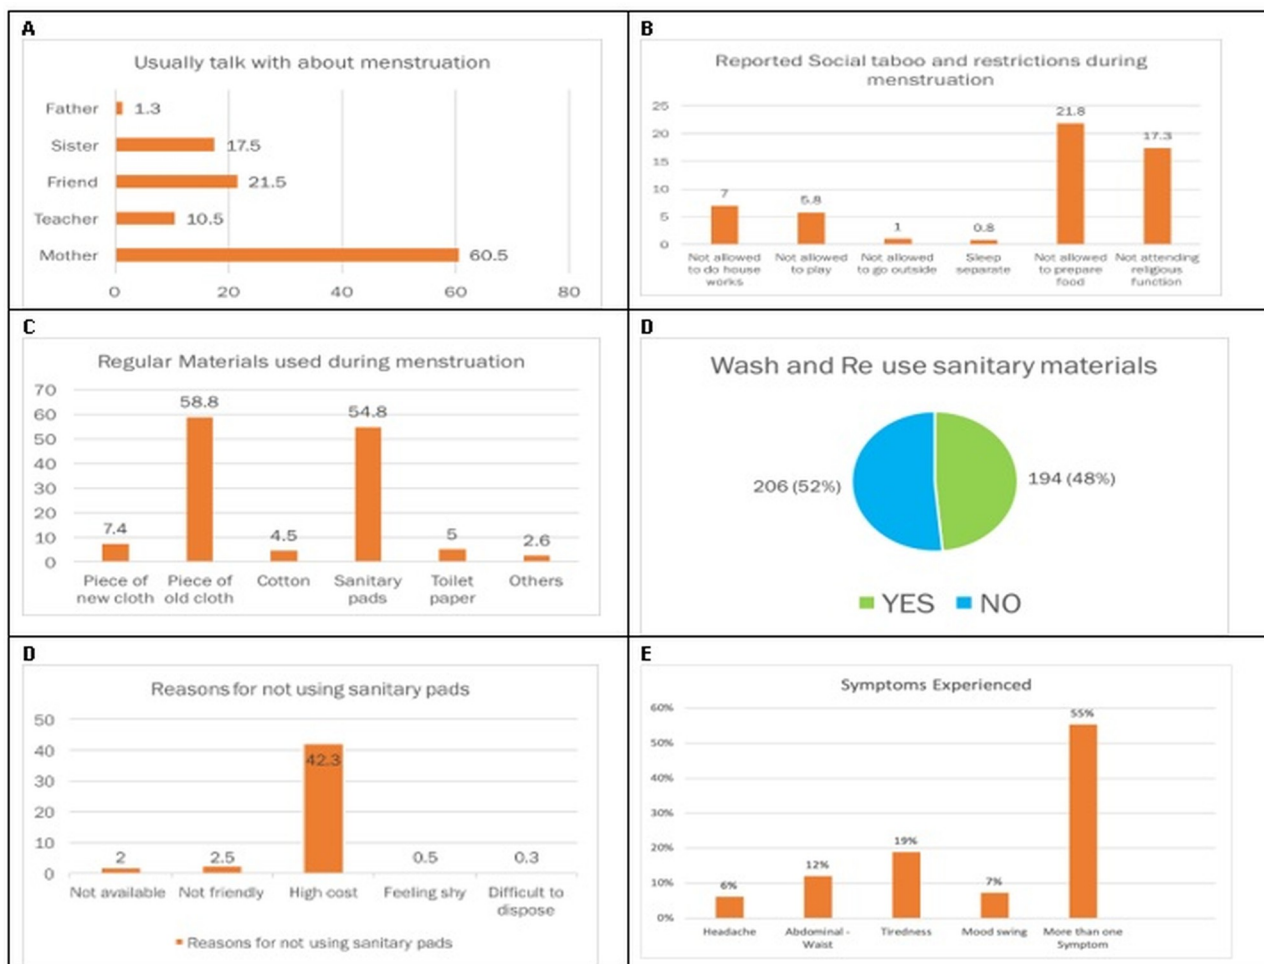 A
Usually talk with about menstruation
Father 1.3
Sister 17.5
Friend 21.5
Teacher 10.5
Mother 60.5
0 20 40 60 80
B
Reported Social taboo and restrictions during
menstruation
25
20
15
10
5
0
7
5.8
1
0.8
21.8
17.3
Not allowed to do house works
Not allowed to play
Not allowed to go outside
Sleep separate
Not allowed to prepare food
Not attending religious function
C
Regular Materials used during menstruation
70
60
50
40
30
20
10
0
7.4
58.8
4.5
54.8
5
2.6
Piece of new cloth
Piece of old cloth
Cotton
Sanitary pads
Toilet paper
Others
D
Wash and Re use sanitary materials
206 (52%)
194 (48%)
YES NO
D
Reasons for not using sanitary pads
50
40
30
20
10
0
2
2.5
42.3
0.5
0.3
Not available
Not friendly
High cost
Feeling shy
Difficult to dispose
Reasons for not using sanitary pads
E
Symptoms Experienced
60%
50%
40%
30%
20%
10%
0%
6%
12%
19%
7%
55%
Headache
Abdominal - Waist
Tiredness
Mood swing
More than one Symptom